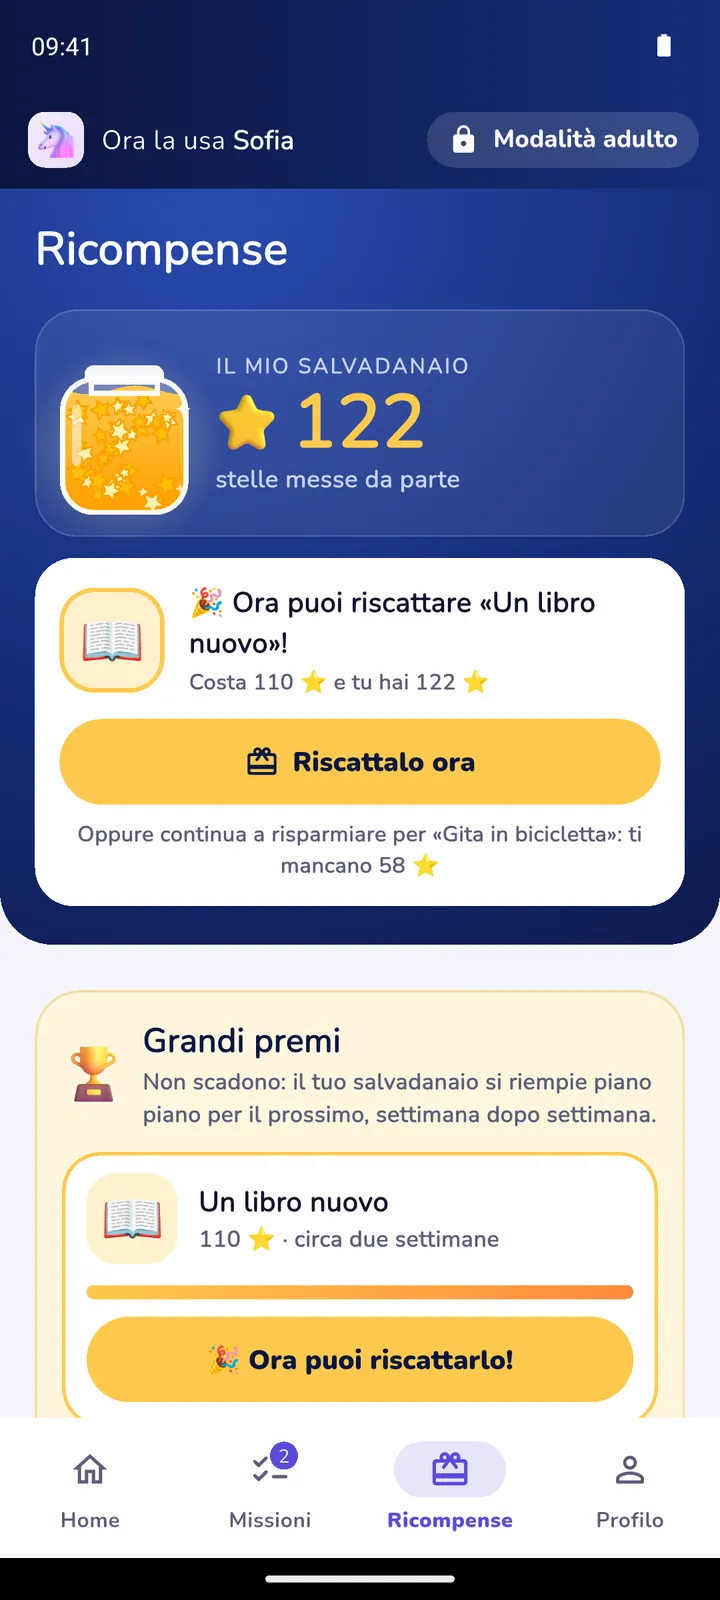 09:41
Ora la usa Sofia
Modalità adulto
Ricompense
IL MIO SALVADANAIO
122
stelle messe da parte
🎉 Ora puoi riscattare «Un libro
nuovo»!
Costa 110 ⭐ e tu hai 122 ⭐
Riscattalo ora
Oppure continua a risparmiare per «Gita in bicicletta»: ti
mancano 58 ⭐
Grandi premi
Non scadono: il tuo salvadanaio si riempie piano
piano per il prossimo, settimana dopo settimana.
Un libro nuovo
110 ⭐ · circa due settimane
🎉 Ora puoi riscattarlo!
2
Home
Missioni
Ricompense
Profilo